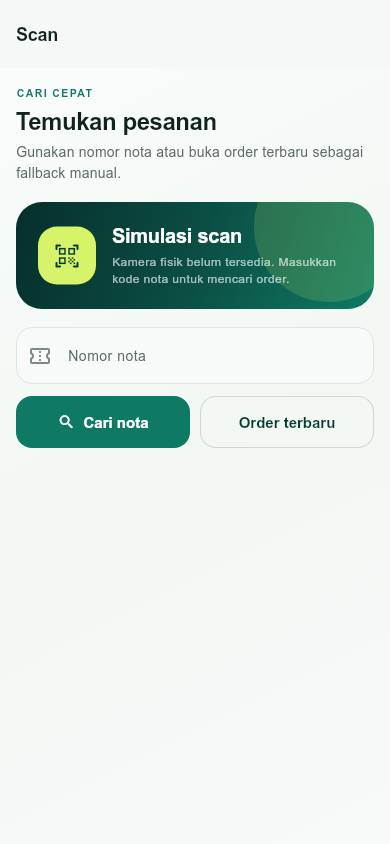 Scan
CARI CEPAT
Temukan pesanan
Gunakan nomor nota atau buka order terbaru sebagai
fallback manual.
Simulasi scan
Kamera fisik belum tersedia. Masukkan
kode nota untuk mencari order.
Nomor nota
Cari nota
Order terbaru